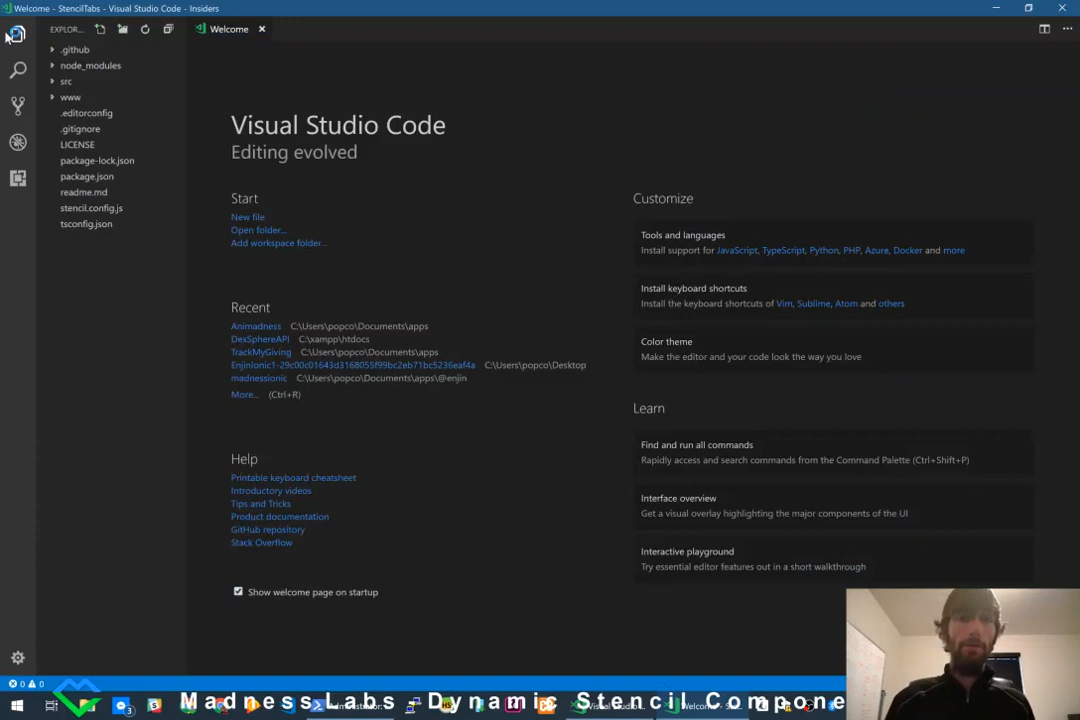 Welcome - StencilTabs - Visual Studio Code - Insiders
EXPLOR...
Welcome
.github
node_modules
src
www
.editorconfig
.gitignore
LICENSE
package-lock.json
package.json
readme.md
stencil.config.js
tsconfig.json
Visual Studio Code
Editing evolved
Start
New file
Open folder...
Add workspace folder...
Recent
Animadness C:\Users\popco\Documents\apps
DexSphereAPI C:\xampp\htdocs
TrackMyGiving C:\Users\popco\Documents\apps
EnjinIonic1-29c00c01643d3168055f99bc2eb71bc5236eaf4a C:\Users\popco\Desktop
madnessionic C:\Users\popco\Documents\apps\@enjin
More... (Ctrl+R)
Help
Printable keyboard cheatsheet
Introductory videos
Tips and Tricks
Product documentation
GitHub repository
Stack Overflow
Show welcome page on startup
Customize
Tools and languages
Install support for JavaScript, TypeScript, Python, PHP, Azure, Docker and more
Install keyboard shortcuts
Install the keyboard shortcuts of Vim, Sublime, Atom and others
Color theme
Make the editor and your code look the way you love
Learn
Find and run all commands
Rapidly access and search commands from the Command Palette (Ctrl+Shift+P)
Interface overview
View a visual overlay highlighting the major components of the UI
Interactive playground
Try essential editor features out in a short walkthrough
0 0
Madness Labs - Dynamic Stencil Compone
3